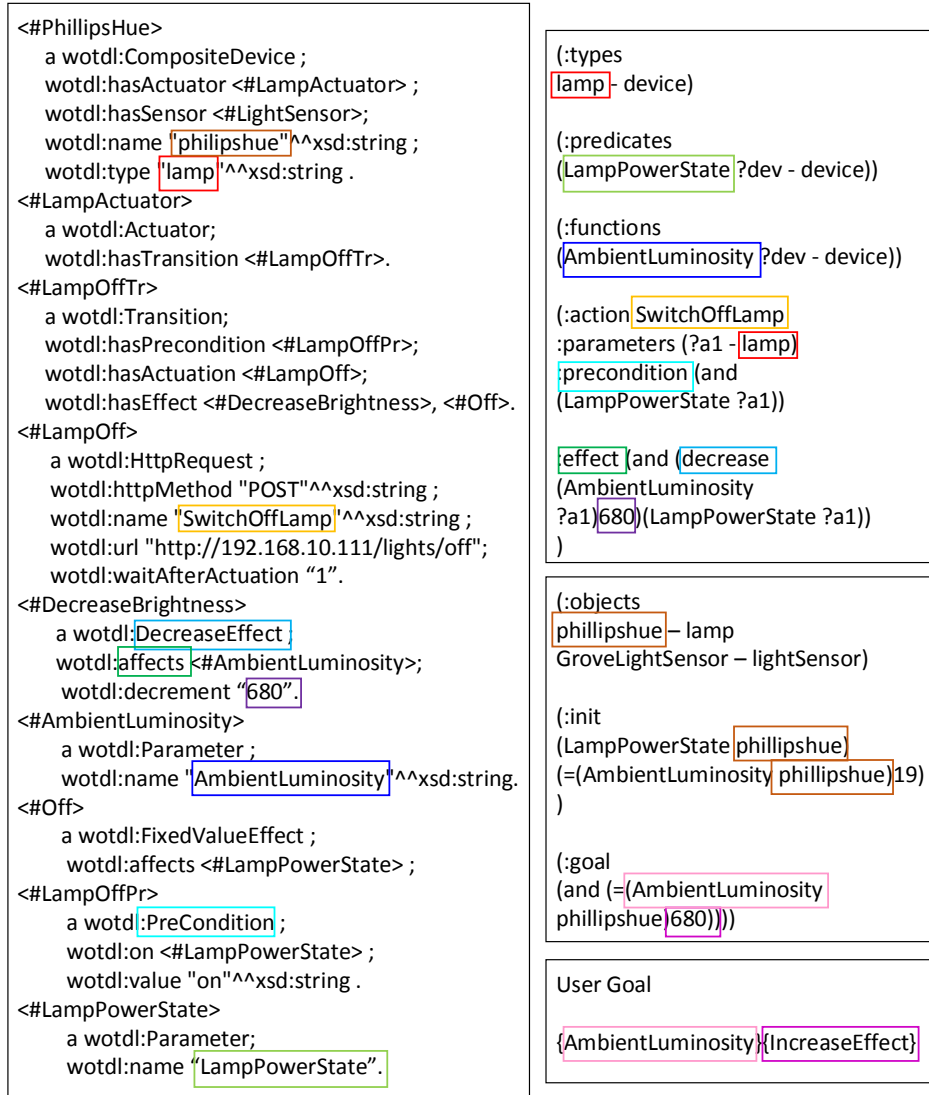 <#PhillipsHue>
a wotdl:CompositeDevice ;
wotdl:hasActuator <#LampActuator> ;
wotdl:hasSensor <#LightSensor>;
wotdl:name "philipshue"^^xsd:string ;
wotdl:type "lamp"^^xsd:string .
<#LampActuator>
a wotdl:Actuator;
wotdl:hasTransition <#LampOffTr>.
<#LampOffTr>
a wotdl:Transition;
wotdl:hasPrecondition <#LampOffPr>;
wotdl:hasActuation <#LampOff>;
wotdl:hasEffect <#DecreaseBrightness>, <#Off>.
<#LampOff>
a wotdl:HttpRequest ;
wotdl:httpMethod "POST"^^xsd:string ;
wotdl:name "SwitchOffLamp"^^xsd:string ;
wotdl:url "http://192.168.10.111/lights/off";
wotdl:waitAfterActuation “1”.
<#DecreaseBrightness>
a wotdl:DecreaseEffect ;
wotdl:affects <#AmbientLuminosity>;
wotdl:decrement “680”.
<#AmbientLuminosity>
a wotdl:Parameter ;
wotdl:name "AmbientLuminosity"^^xsd:string.
<#Off>
a wotdl:FixedValueEffect ;
wotdl:affects <#LampPowerState> ;
<#LampOffPr>
a wotdl:PreCondition ;
wotdl:on <#LampPowerState> ;
wotdl:value "on"^^xsd:string .
<#LampPowerState>
a wotdl:Parameter;
wotdl:name “LampPowerState”.
(:types
lamp - device)
(:predicates
(LampPowerState ?dev - device))
(:functions
(AmbientLuminosity ?dev - device))
(:action SwitchOffLamp
:parameters (?a1 - lamp)
:precondition (and
(LampPowerState ?a1))
:effect (and (decrease
(AmbientLuminosity
?a1)680)(LampPowerState ?a1))
)
(:objects
phillipshue – lamp
GroveLightSensor – lightSensor)
(:init
(LampPowerState phillipshue)
(=(AmbientLuminosity phillipshue)19)
)
(:goal
(and (=(AmbientLuminosity
phillipshue)680))))
User Goal
{AmbientLuminosity}{IncreaseEffect}